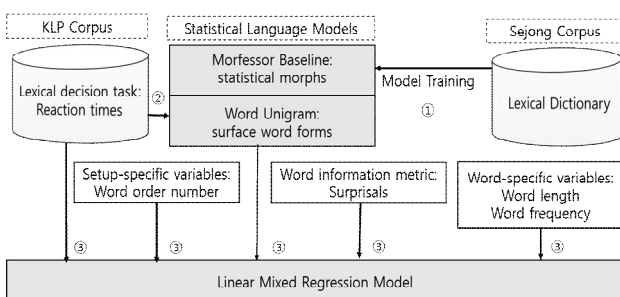 KLP Corpus
Statistical Language Models
Sejong Corpus
Morfessor Baseline:
statistical morphs
Lexical decision task:
Reaction times
②
Model Training
①
Lexical Dictionary
Word Unigram:
surface word forms
Setup-specific variables:
Word order number
Word information metric:
Surprisals
Word-specific variables:
Word length
Word frequency
③
③
③
③
③
Linear Mixed Regression Model